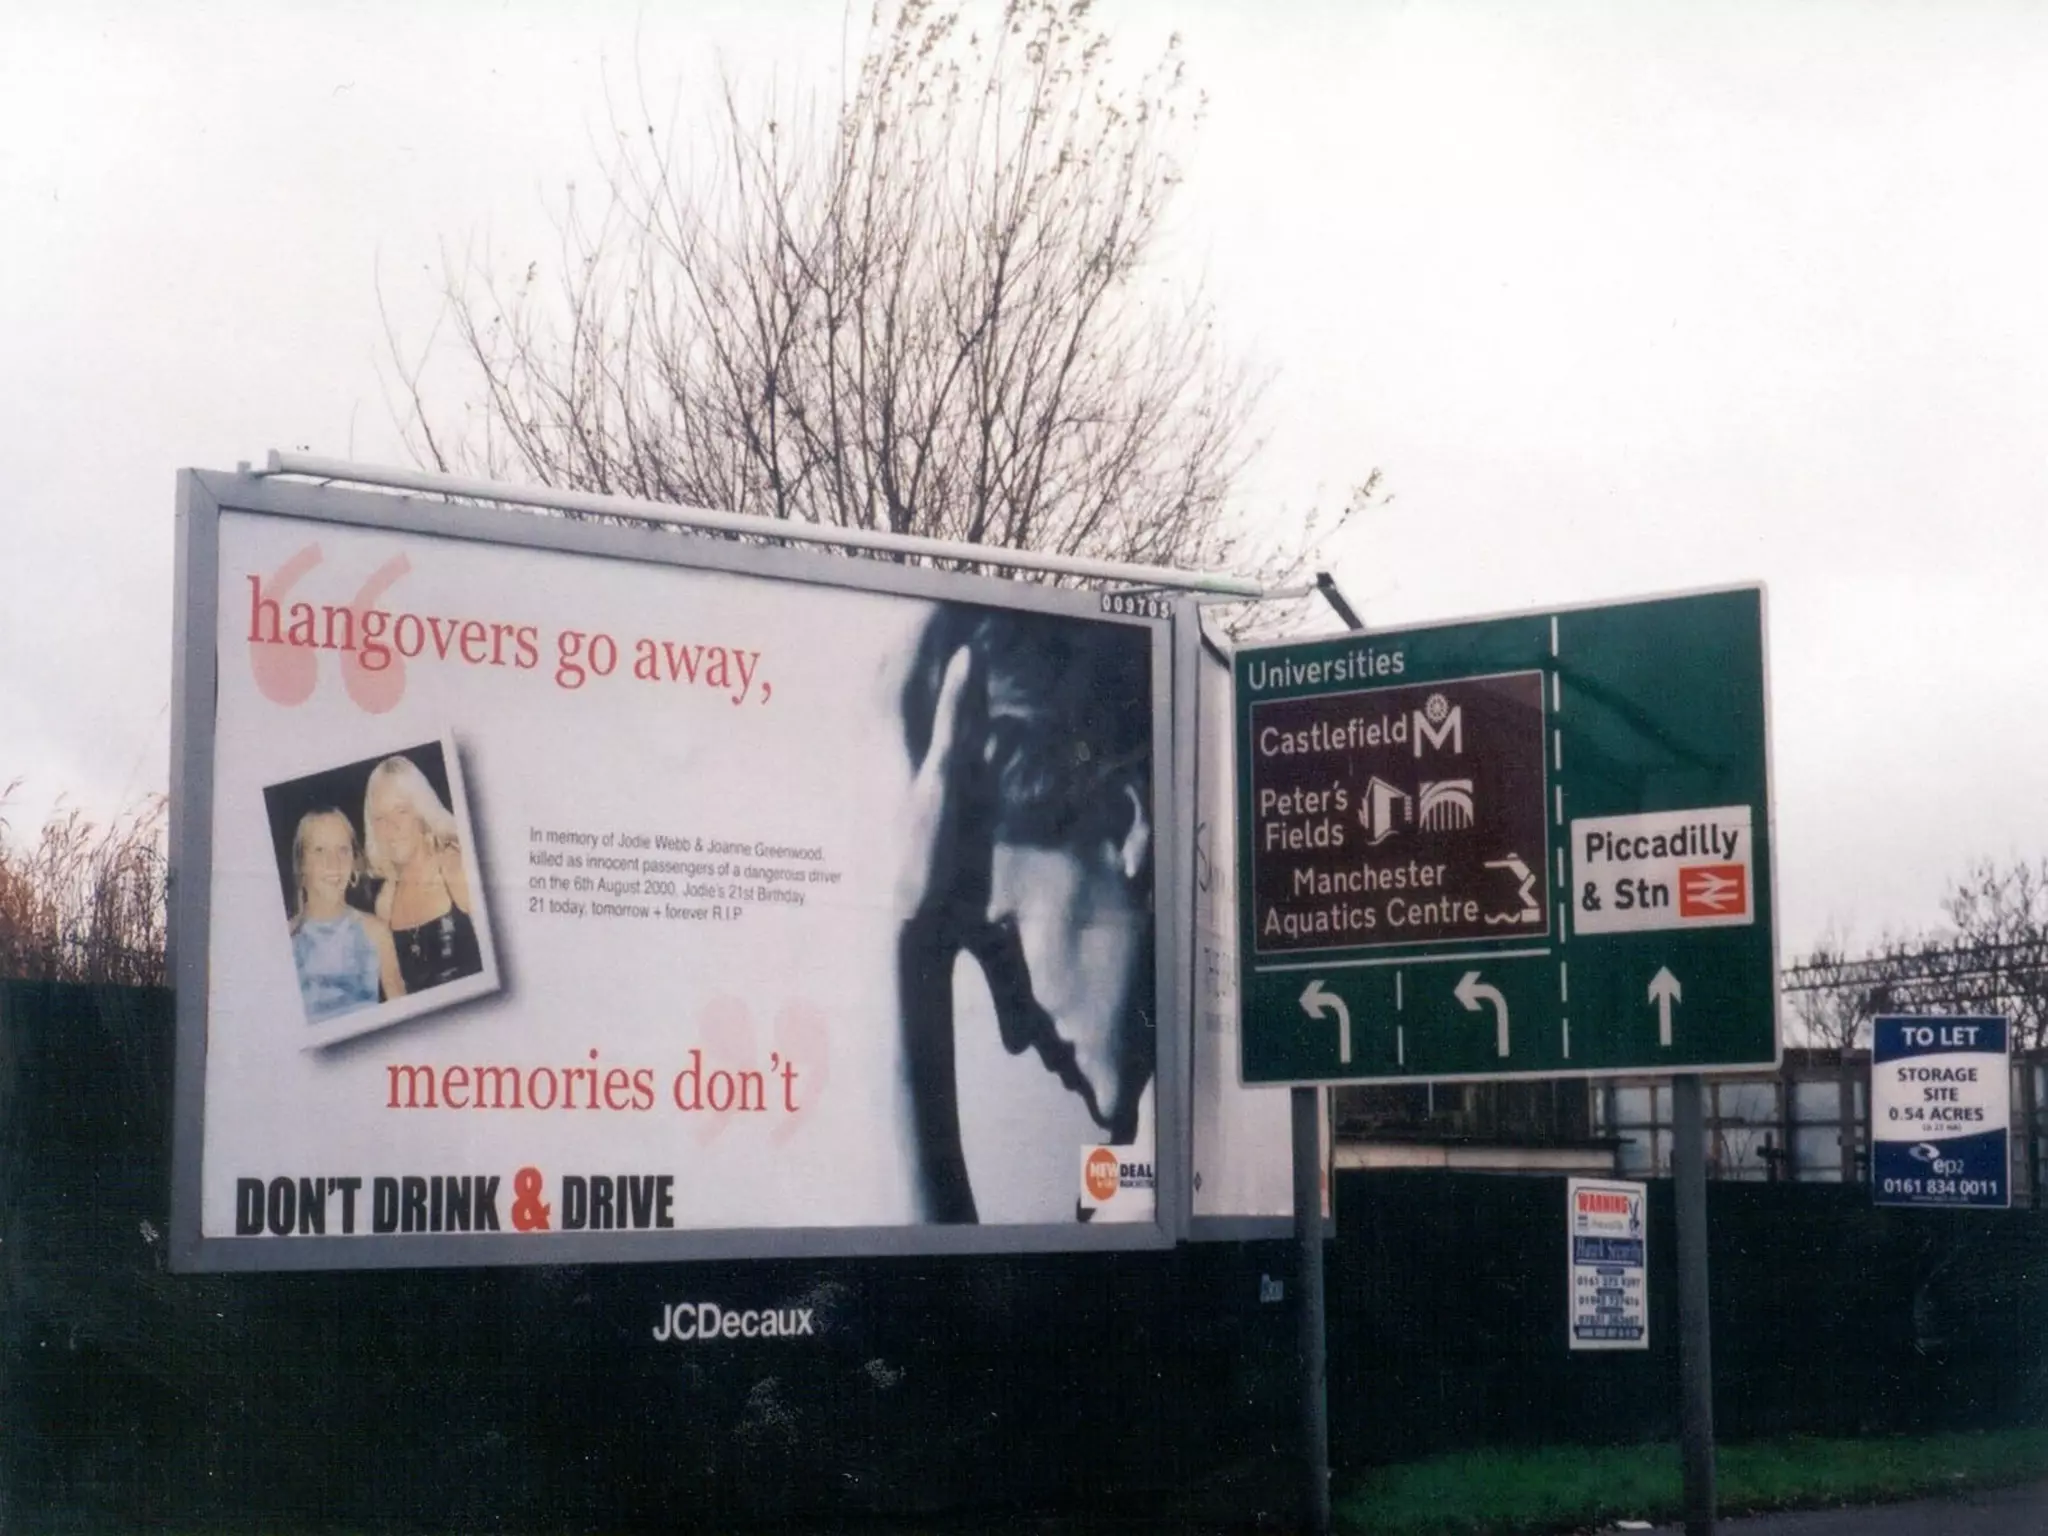 009705
hangovers go away,
In memory of Jodie Webb & Joanne Greenwood,
killed as innocent passengers of a dangerous driver
on the 6th August 2000, Jodie's 21st Birthday
21 today, tomorrow + forever R.I.P
memories don't
DON'T DRINK & DRIVE
NEW DEAL
JCDecaux
Universities
Castlefield M
Peter's
Fields
Manchester
Aquatics Centre
Piccadilly
& Stn
TO LET
STORAGE
SITE
0.54 ACRES
ep2
0161 834 0011
WARNING